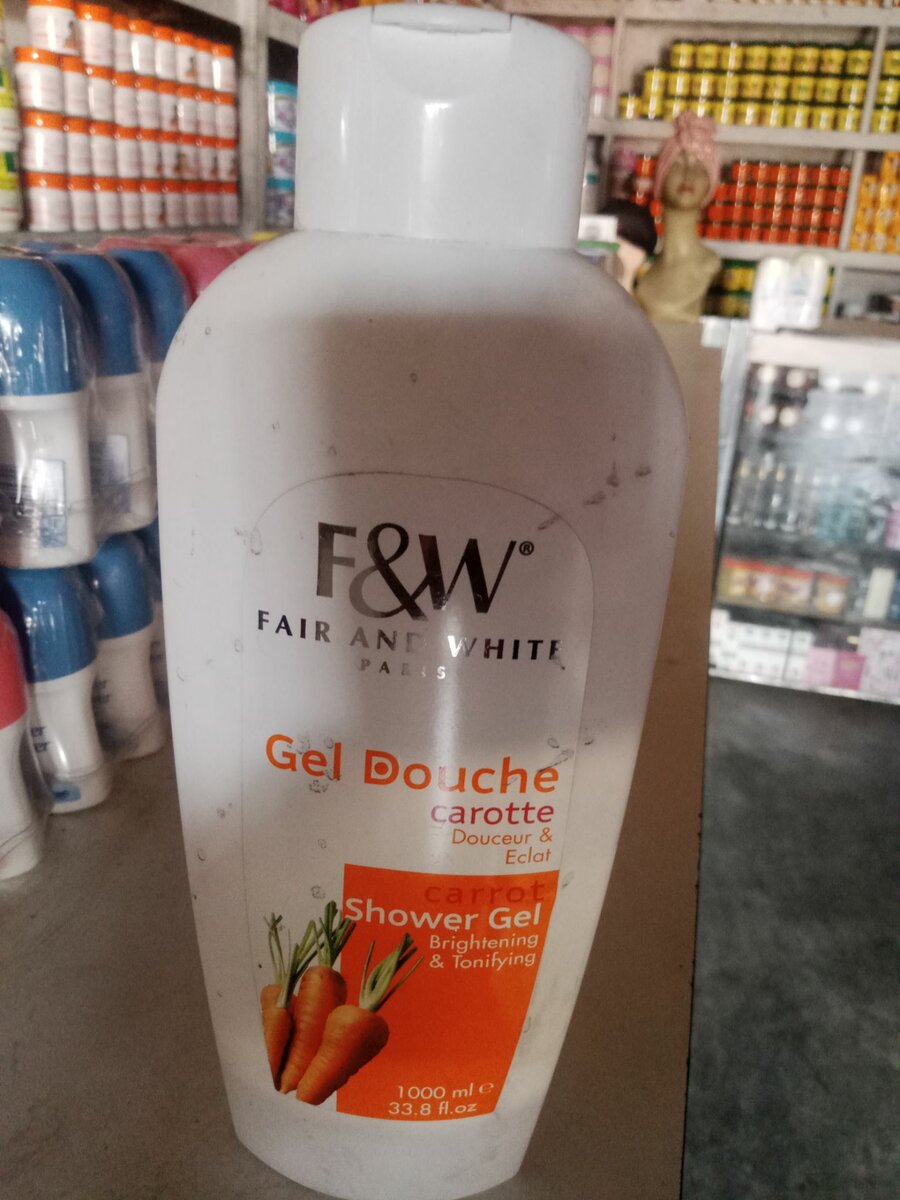 F&W®
FAIR AND WHITE
PARIS
Gel Douche
carotte
Douceur &
Eclat
carrot
Shower Gel
Brightening
& Tonifying
1000 ml e
33.8 fl.oz